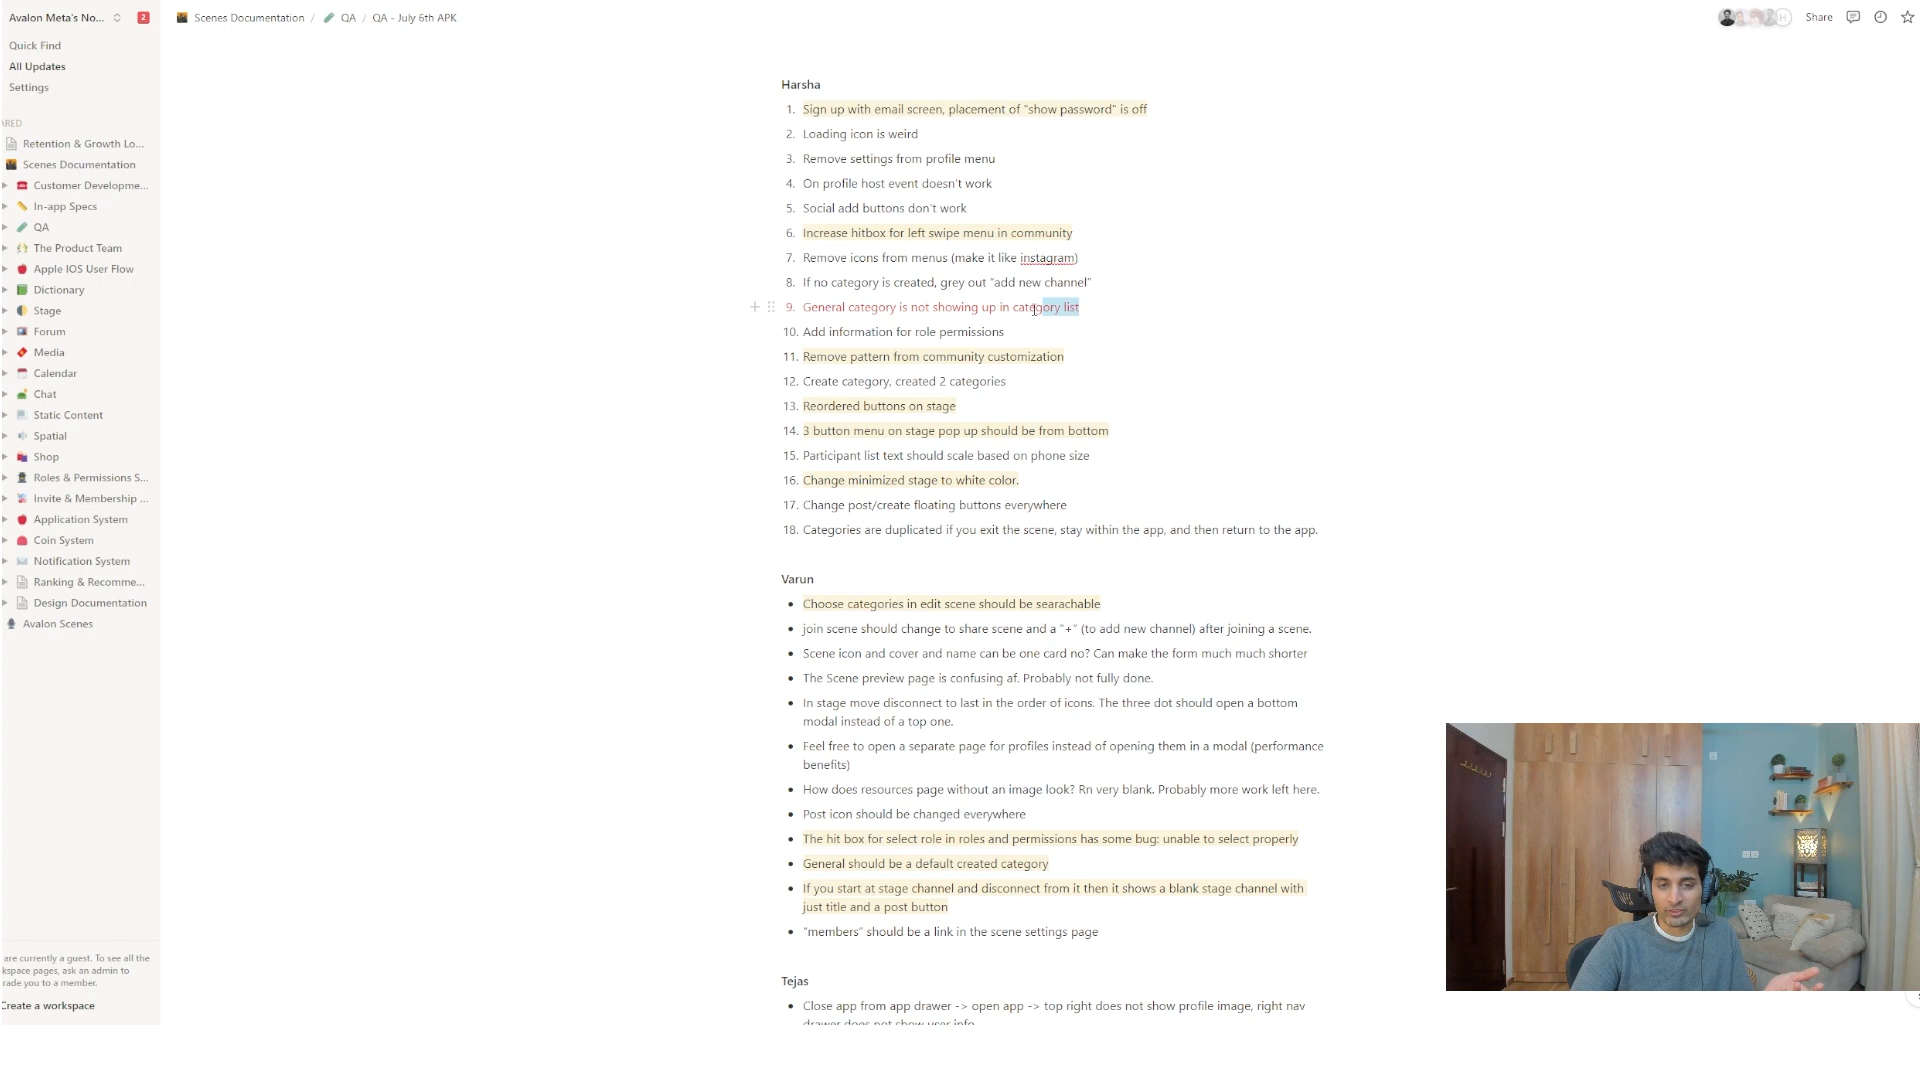 Avalon Meta's No...
2
Scenes Documentation / QA / QA - July 6th APK
H
Share
Quick Find
All Updates
Settings
ARED
Retention & Growth Lo...
Scenes Documentation
Customer Developme...
In-app Specs
QA
The Product Team
Apple IOS User Flow
Dictionary
Stage
Forum
Media
Calendar
Chat
Static Content
Spatial
Shop
Roles & Permissions S...
Invite & Membership ...
Application System
Coin System
Notification System
Ranking & Recomme...
Design Documentation
Avalon Scenes
are currently a guest. To see all the
kspace pages, ask an admin to
rade you to a member.
Create a workspace
Harsha
1. Sign up with email screen, placement of "show password" is off
2. Loading icon is weird
3. Remove settings from profile menu
4. On profile host event doesn't work
5. Social add buttons don't work
6. Increase hitbox for left swipe menu in community
7. Remove icons from menus (make it like instagram)
8. If no category is created, grey out "add new channel"
9. General category is not showing up in category list
10. Add information for role permissions
11. Remove pattern from community customization
12. Create category, created 2 categories
13. Reordered buttons on stage
14. 3 button menu on stage pop up should be from bottom
15. Participant list text should scale based on phone size
16. Change minimized stage to white color.
17. Change post/create floating buttons everywhere
18. Categories are duplicated if you exit the scene, stay within the app, and then return to the app.
Varun
• Choose categories in edit scene should be searachable
• join scene should change to share scene and a "+" (to add new channel) after joining a scene.
• Scene icon and cover and name can be one card no? Can make the form much much shorter
• The Scene preview page is confusing af. Probably not fully done.
• In stage move disconnect to last in the order of icons. The three dot should open a bottom
modal instead of a top one.
• Feel free to open a separate page for profiles instead of opening them in a modal (performance
benefits)
• How does resources page without an image look? Rn very blank. Probably more work left here.
• Post icon should be changed everywhere
• The hit box for select role in roles and permissions has some bug: unable to select properly
• General should be a default created category
• If you start at stage channel and disconnect from it then it shows a blank stage channel with
just title and a post button
• "members" should be a link in the scene settings page
Tejas
• Close app from app drawer -> open app -> top right does not show profile image, right nav
drawer does not show user info